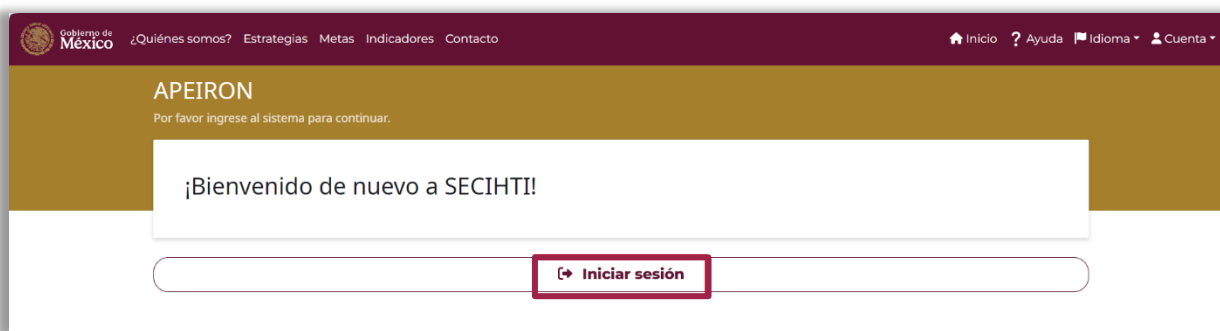 Gobierno de
México ¿Quiénes somos? Estrategias Metas Indicadores Contacto Inicio ? Ayuda Idioma Cuenta
APEIRON
Por favor ingrese al sistema para continuar.
¡Bienvenido de nuevo a SECIHTI!
Iniciar sesión